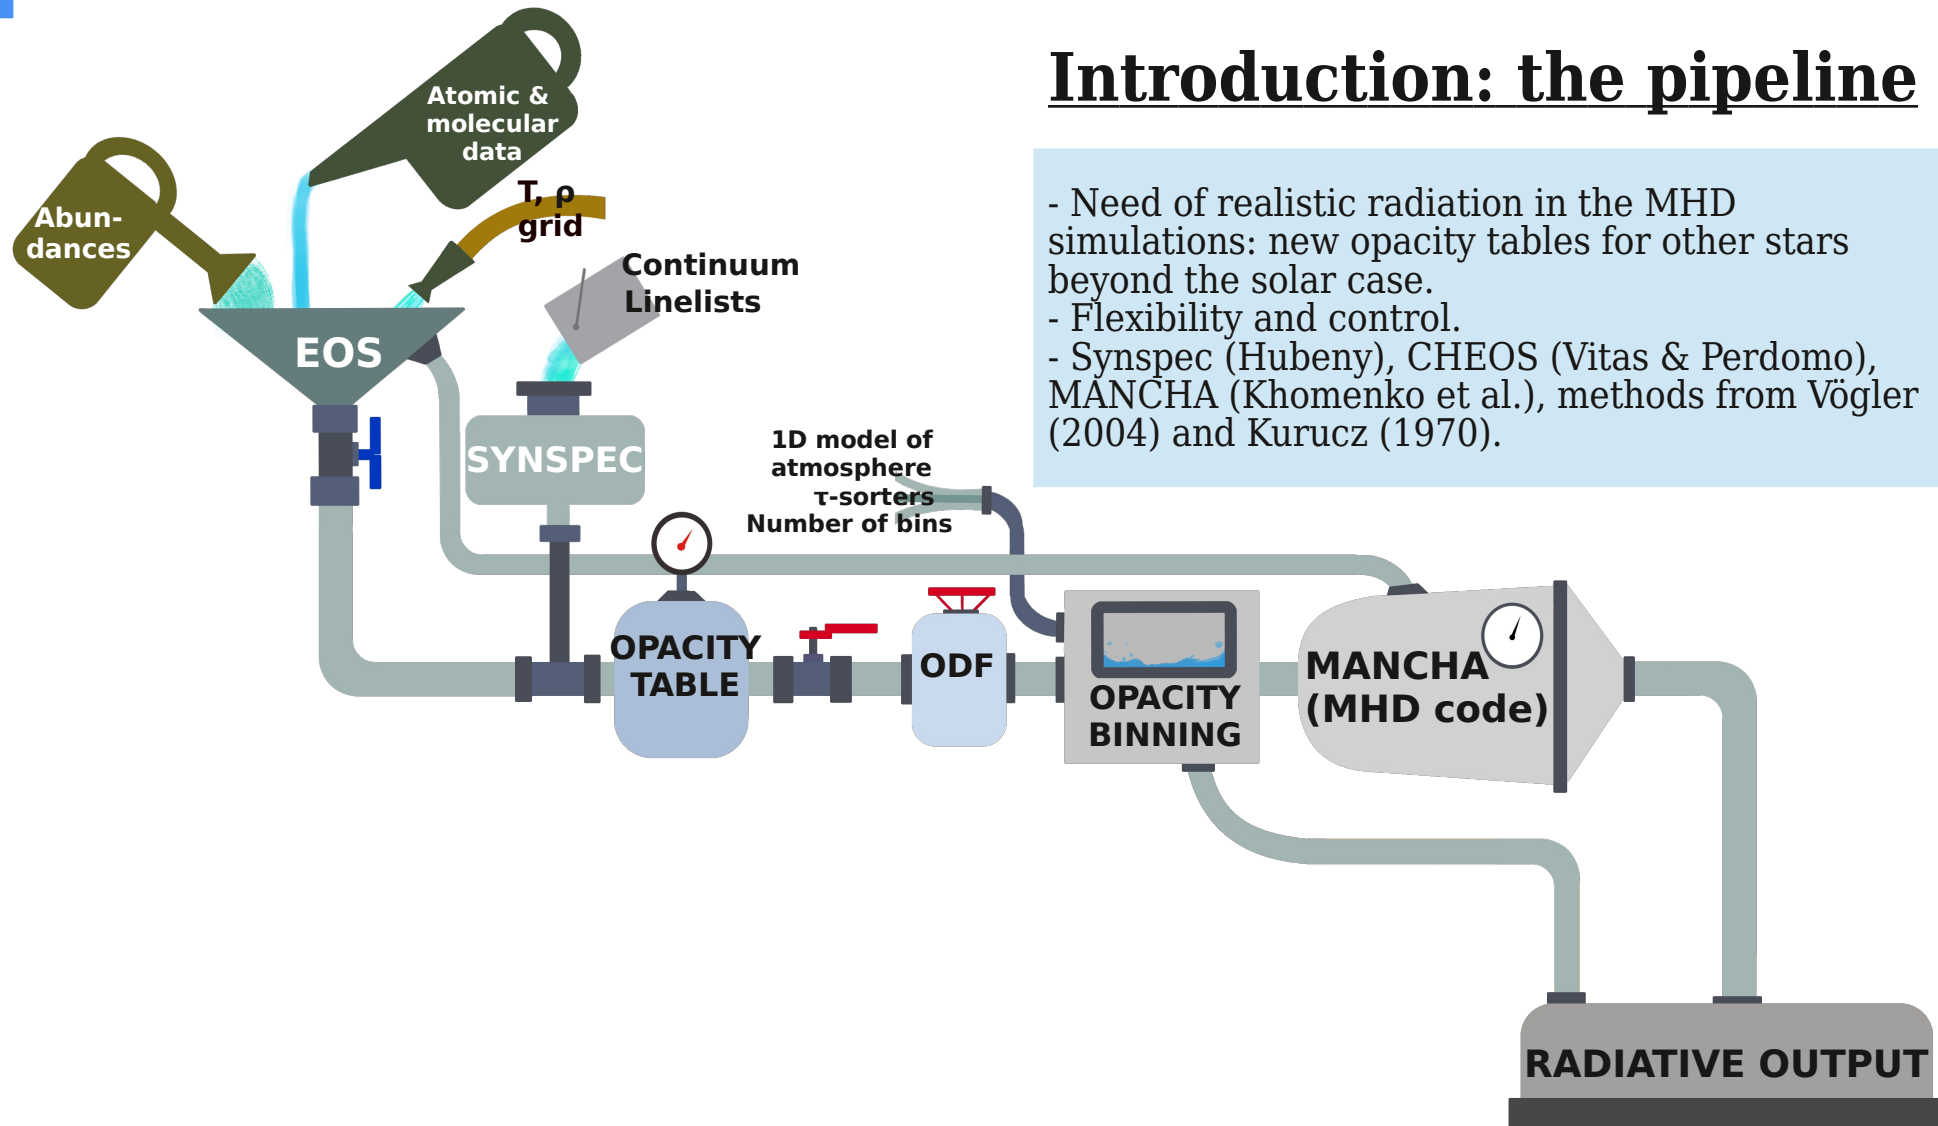 Introduction: the pipeline
- Need of realistic radiation in the MHD
simulations: new opacity tables for other stars
beyond the solar case.
- Flexibility and control.
- Synspec (Hubeny), CHEOS (Vitas & Perdomo),
MANCHA (Khomenko et al.), methods from Vögler
(2004) and Kurucz (1970).
Atomic &
molecular
data
Abun-
dances
T, ρ
grid
Continuum
Linelists
EOS
SYNSPEC
1D model of
atmosphere
τ-sorters
Number of bins
OPACITY
TABLE
ODF
OPACITY
BINNING
MANCHA
(MHD code)
RADIATIVE OUTPUT